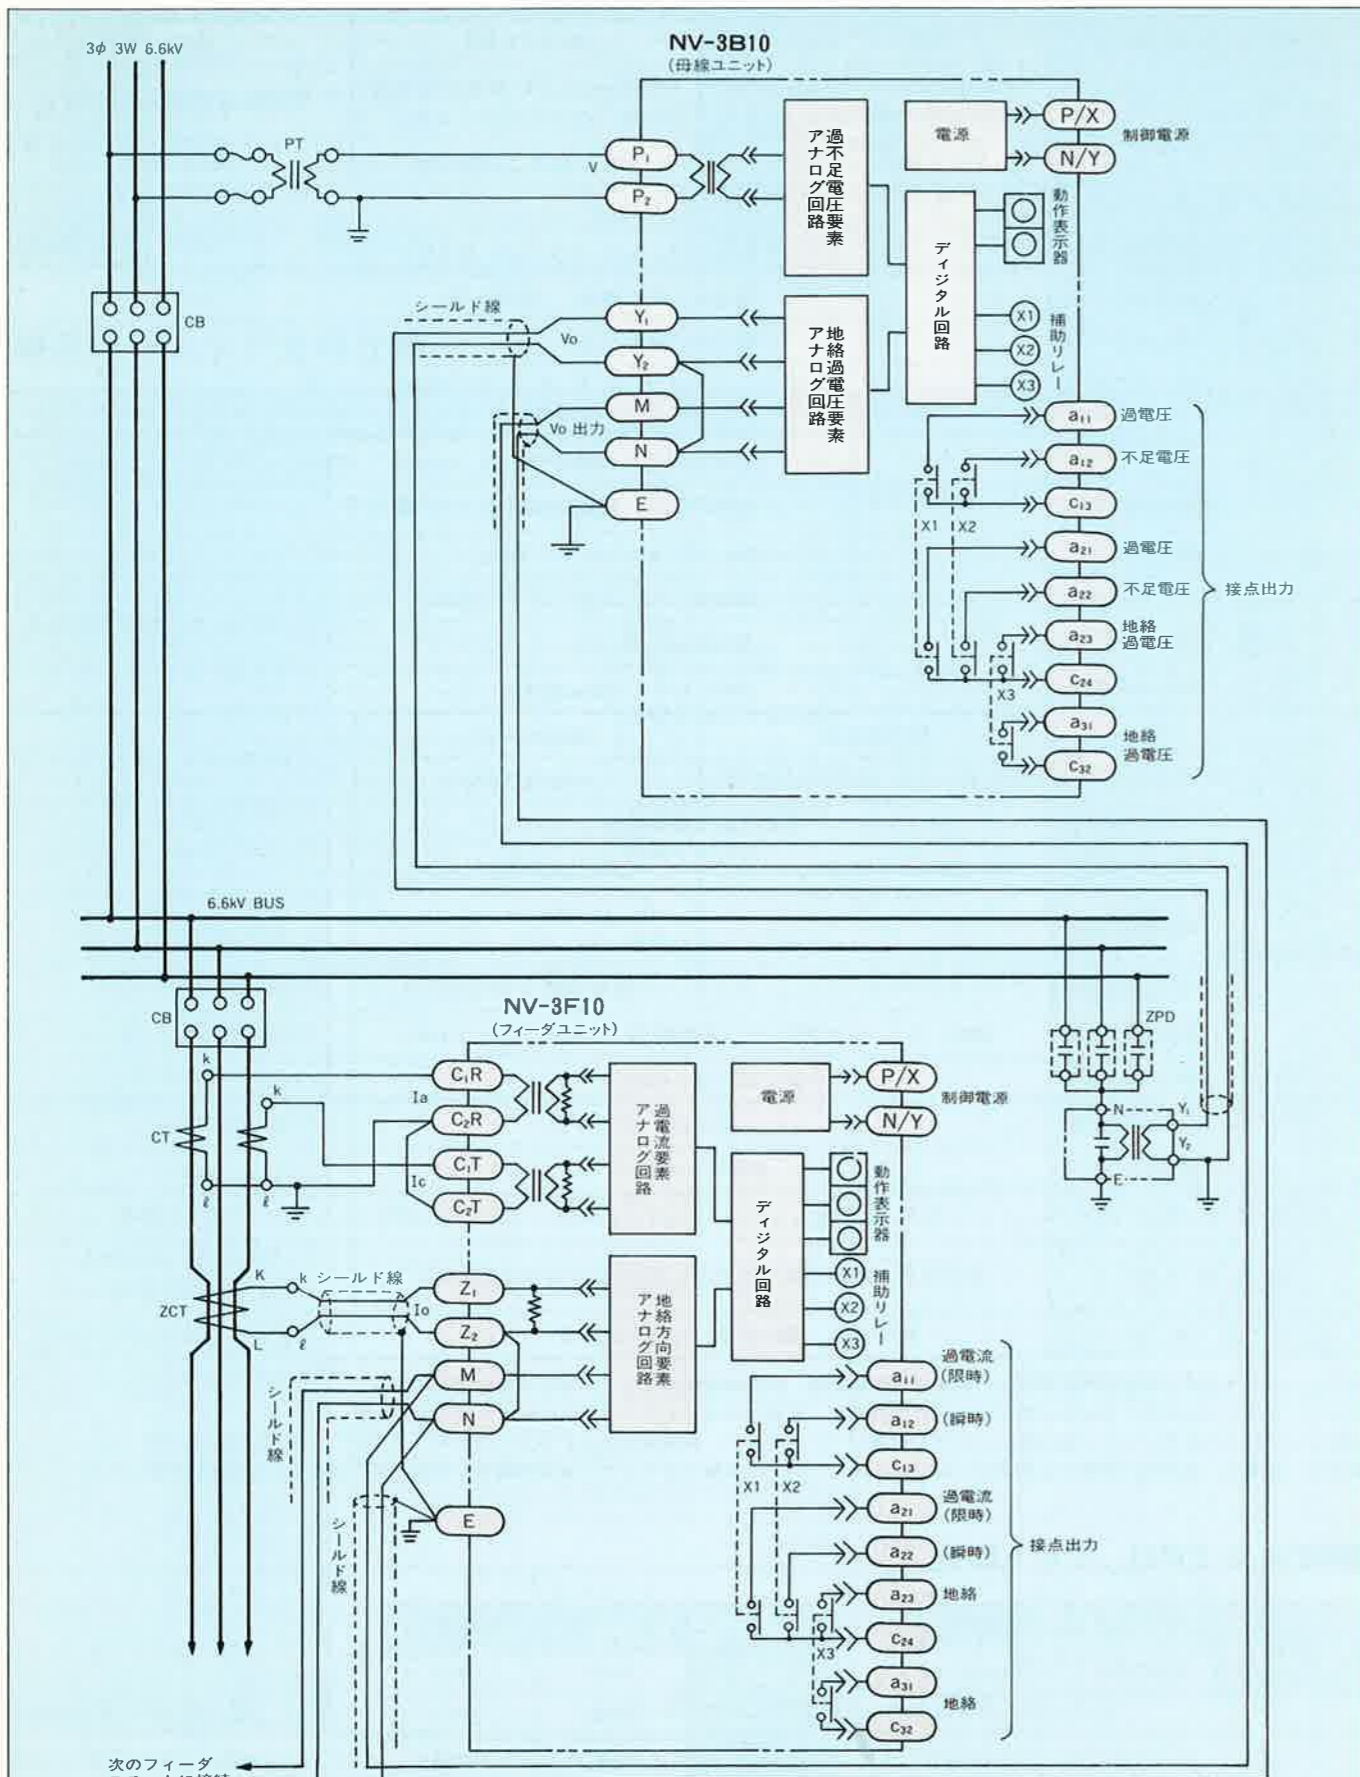 3φ 3W 6.6kV
NV-3B10
(母線ユニット)
PT
V
P₁
P₂
過不足電圧要素
アナログ回路
電源
P/X
N/Y
制御電源
動作表示器
ディジタル回路
CB
シールド線
Vo
Y₁
Y₂
M
Vo 出力
N
E
地絡過電圧要素
アナログ回路
X1
X2
X3
補助リレー
a₁₁
過電圧
a₁₂
不足電圧
c₁₃
X1
X2
a₂₁
過電圧
a₂₂
不足電圧
接点出力
a₂₃
地絡
過電圧
c₂₄
X3
a₃₁
地絡
過電圧
c₃₂
6.6kV BUS
CB
NV-3F10
(フィーダユニット)
ZPD
k
k
CT
ℓ
ℓ
Ia
Ic
C₁R
C₂R
C₁T
C₂T
過電流要素
アナログ回路
電源
P/X
N/Y
制御電源
N
Y₁
Y₂
E
動作表示器
ディジタル回路
K
k
シールド線
ZCT
Io
L
ℓ
Z₁
Z₂
M
N
E
地絡方向要素
アナログ回路
X1
X2
X3
補助リレー
シールド線
シールド線
a₁₁
過電流
(限時)
a₁₂
(瞬時)
c₁₃
X1
X2
a₂₁
過電流
(限時)
a₂₂
(瞬時)
接点出力
a₂₃
地絡
c₂₄
X3
a₃₁
地絡
c₃₂
次のフィーダ